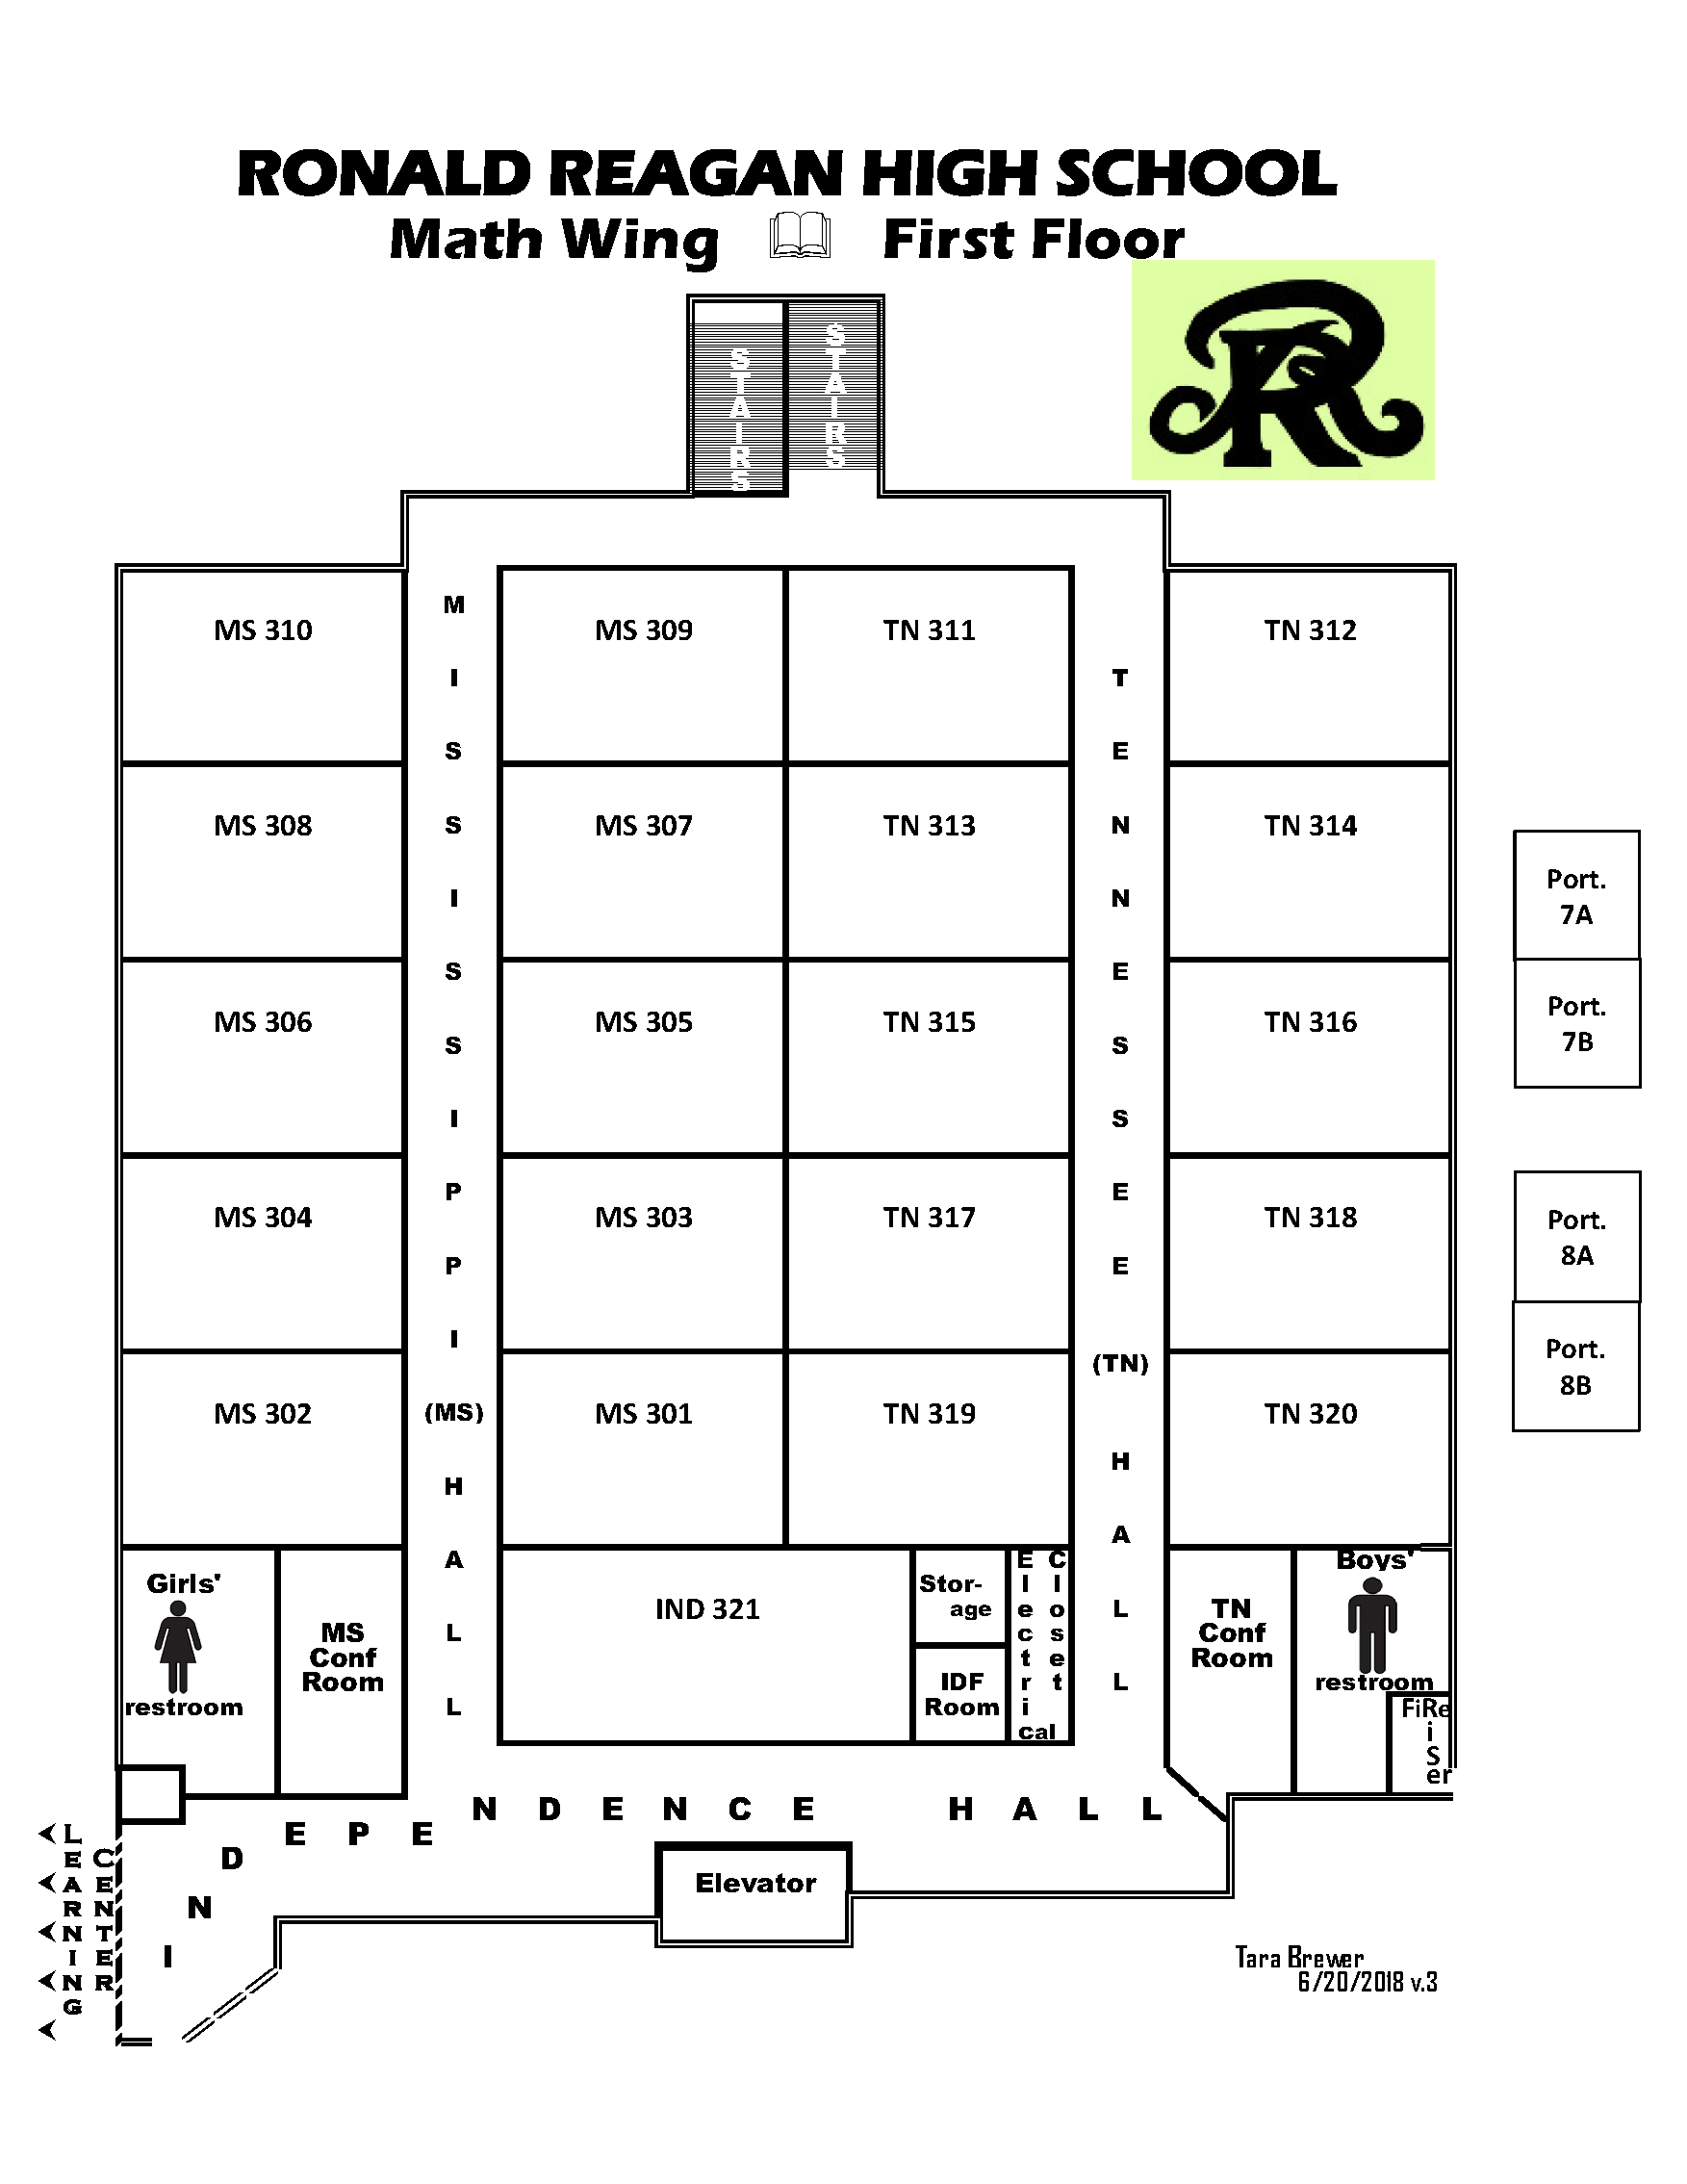 RONALD REAGAN HIGH SCHOOL
Math Wing First Floor
STAIRS
STAIRS
MS 310
MS 309
TN 311
TN 312
MS 308
MS 307
TN 313
TN 314
MS 306
MS 305
TN 315
TN 316
MS 304
MS 303
TN 317
TN 318
MS 302
MS 301
TN 319
TN 320
MISSISSIPPI (MS) HALL
TENNESSEE (TN) HALL
Port.
7A
Port.
7B
Port.
8A
Port.
8B
Girls'
restroom
MS
Conf
Room
IND 321
Stor-
age
IDF
Room
Electrical
Closet
TN
Conf
Room
Boys'
restroom
FiRe
iSer
INDEPENDENCE HALL
Elevator
LEARNING
CENTER
Tara Brewer
6/20/2018 v.3